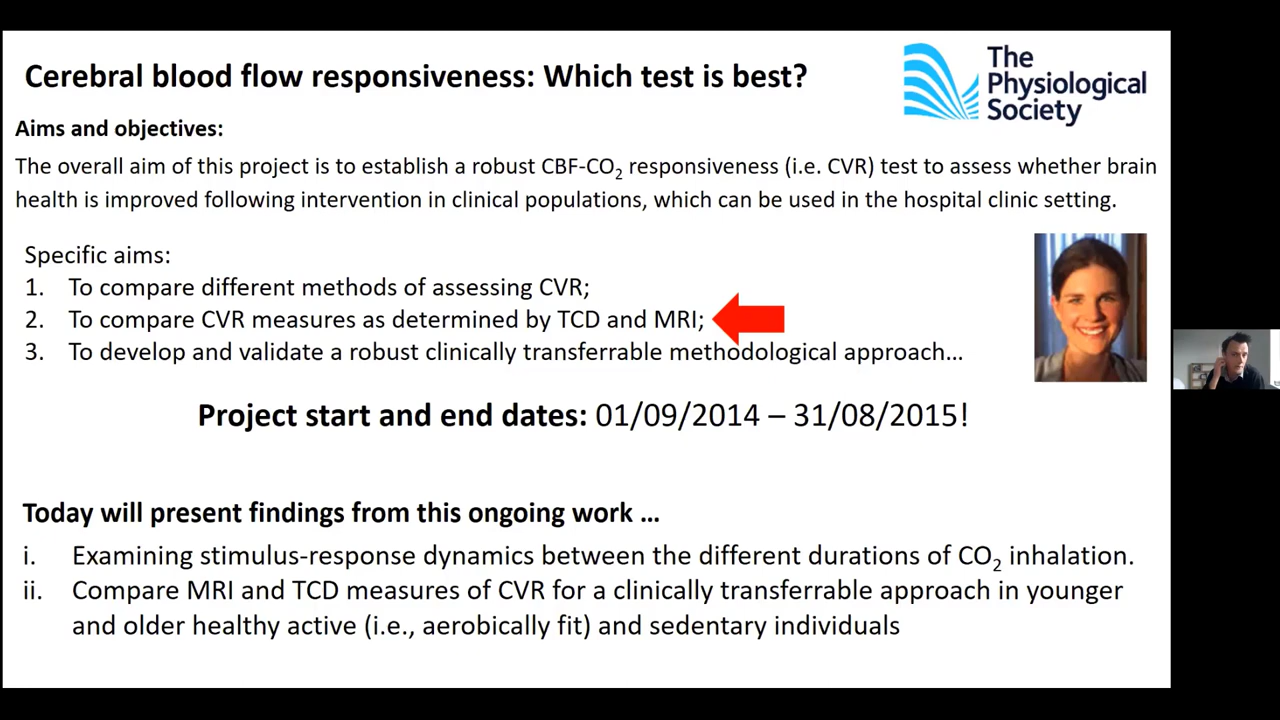 Cerebral blood flow responsiveness: Which test is best?
The
Physiological
Society
Aims and objectives:
The overall aim of this project is to establish a robust CBF-CO₂ responsiveness (i.e. CVR) test to assess whether brain
health is improved following intervention in clinical populations, which can be used in the hospital clinic setting.
Specific aims:
1. To compare different methods of assessing CVR;
2. To compare CVR measures as determined by TCD and MRI;
3. To develop and validate a robust clinically transferrable methodological approach…
Project start and end dates: 01/09/2014 – 31/08/2015!
Today will present findings from this ongoing work …
i. Examining stimulus-response dynamics between the different durations of CO₂ inhalation.
ii. Compare MRI and TCD measures of CVR for a clinically transferrable approach in younger
and older healthy active (i.e., aerobically fit) and sedentary individuals